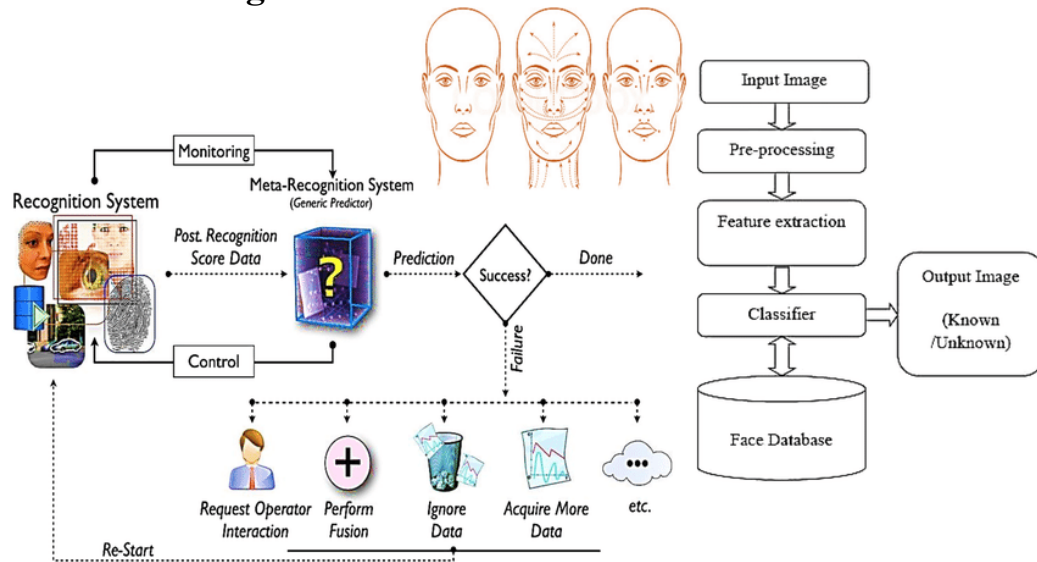 Monitoring
Recognition System
Meta-Recognition System
(Generic Predictor)
Post. Recognition
Score Data
?
Prediction
Success?
Done
Control
Failure
+
Request Operator
Interaction
Perform
Fusion
Ignore
Data
Acquire More
Data
etc.
Re-Start
Input Image
Pre-processing
Feature extraction
Classifier
Output Image
(Known
/Unknown)
Face Database